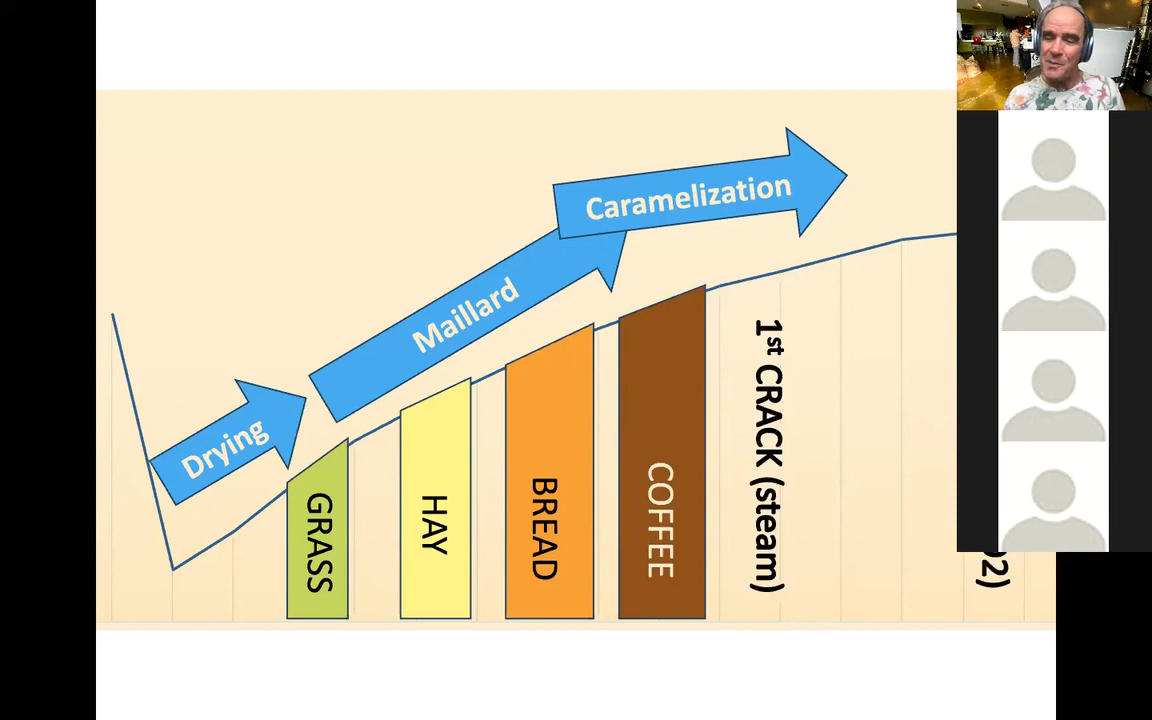 Caramelization
Maillard
Drying
GRASS
HAY
BREAD
COFFEE
1st CRACK (steam)